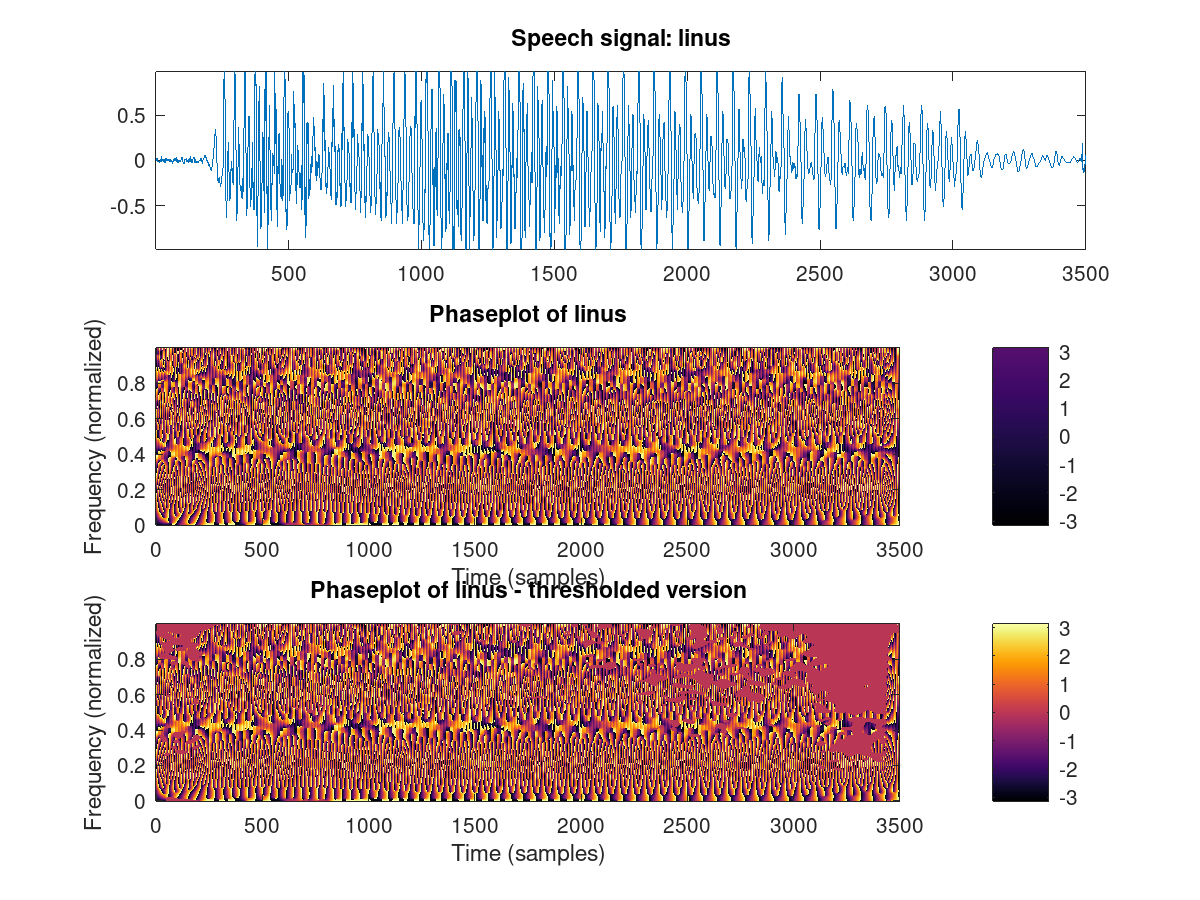 Speech signal: linus
0.5
0
-0.5
500 1000 1500 2000 2500 3000 3500
Phaseplot of linus
Frequency (normalized)
0.8
0.6
0.4
0.2
0
0 500 1000 1500 2000 2500 3000 3500
Time (samples)
3
2
1
0
-1
-2
-3
Phaseplot of linus - thresholded version
Frequency (normalized)
0.8
0.6
0.4
0.2
0
0 500 1000 1500 2000 2500 3000 3500
Time (samples)
3
2
1
0
-1
-2
-3